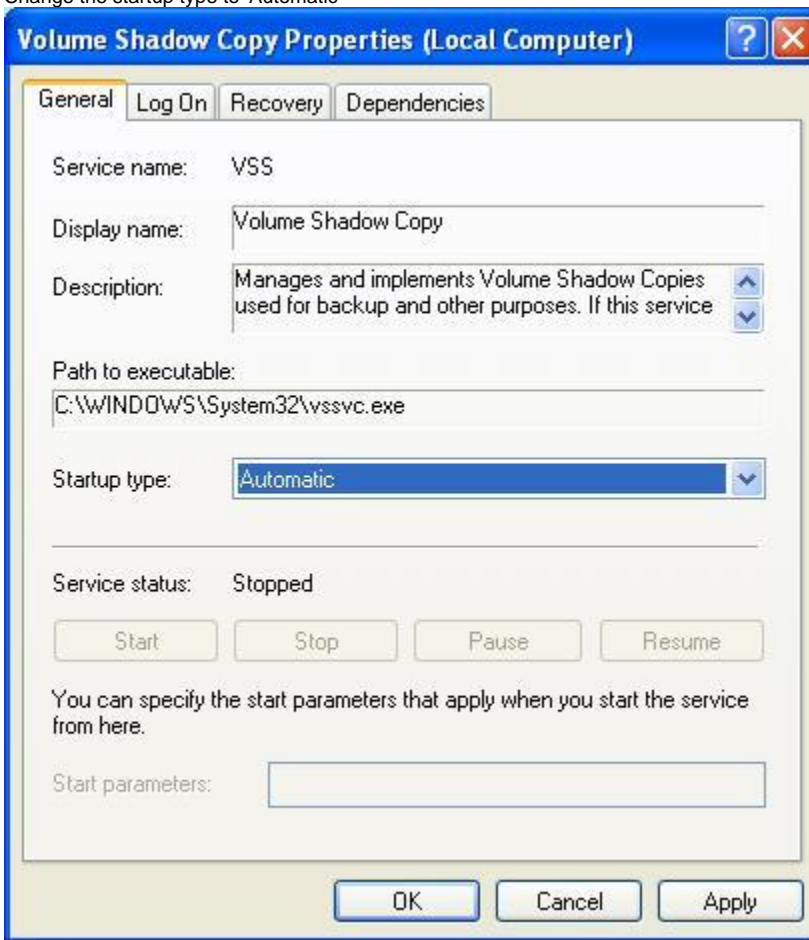 Change the startup type to 'Automatic'
Volume Shadow Copy Properties (Local Computer)
General Log On Recovery Dependencies
Service name: VSS
Display name: Volume Shadow Copy
Description: Manages and implements Volume Shadow Copies
used for backup and other purposes. If this service
Path to executable:
C:\WINDOWS\System32\vssvc.exe
Startup type: Automatic
Service status: Stopped
Start Stop Pause Resume
You can specify the start parameters that apply when you start the service
from here.
Start parameters:
OK Cancel Apply